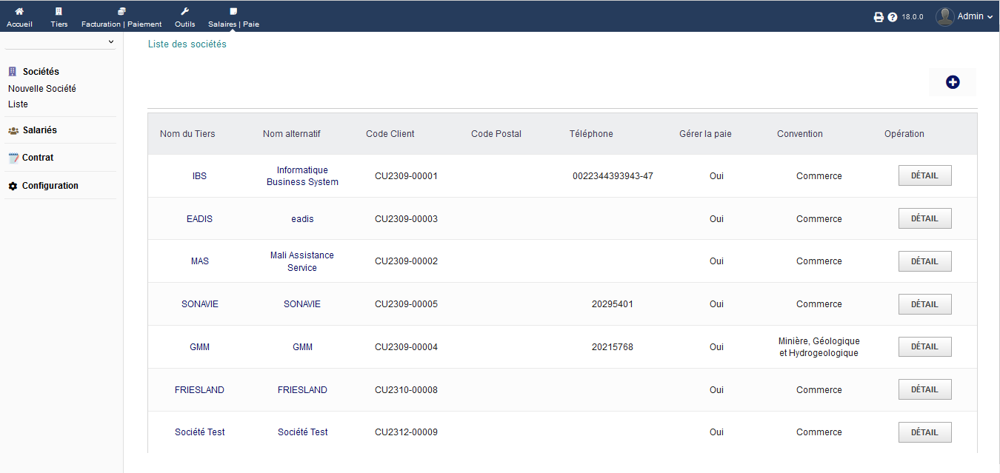 Accueil Tiers Facturation | Paiement Outils Salaires | Paie 18.0.0 Admin
Liste des sociétés
Sociétés
Nouvelle Société
Liste
Salariés
Contrat
Configuration
Nom du Tiers Nom alternatif Code Client Code Postal Téléphone Gérer la paie Convention Opération
IBS Informatique Business System CU2309-00001 0022344393943-47 Oui Commerce DÉTAIL
EADIS eadis CU2309-00003 Oui Commerce DÉTAIL
MAS Mali Assistance Service CU2309-00002 Oui Commerce DÉTAIL
SONAVIE SONAVIE CU2309-00005 20295401 Oui Commerce DÉTAIL
GMM GMM CU2309-00004 20215768 Oui Minière, Géologique et Hydrogeologique DÉTAIL
FRIESLAND FRIESLAND CU2310-00008 Oui Commerce DÉTAIL
Société Test Société Test CU2312-00009 Oui Commerce DÉTAIL